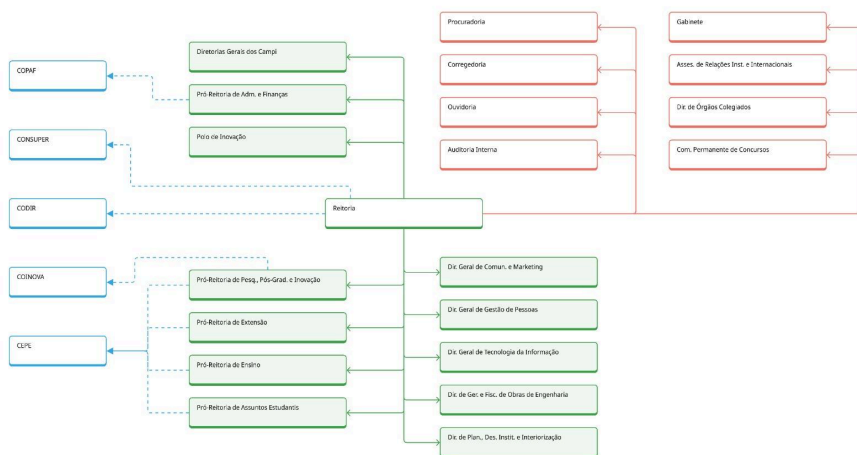 COPAF
CONSUPER
CODIR
COINOVA
CEPE
Diretorias Gerais dos Campi
Pró-Reitoria de Adm. e Finanças
Polo de Inovação
Reitoria
Pró-Reitoria de Pesq., Pós-Grad. e Inovação
Pró-Reitoria de Extensão
Pró-Reitoria de Ensino
Pró-Reitoria de Assuntos Estudantis
Procuradoria
Corregedoria
Ouvidoria
Auditoria Interna
Gabinete
Asses. de Relações Inst. e Internacionais
Dir. de Órgãos Colegiados
Com. Permanente de Concursos
Dir. Geral de Comun. e Marketing
Dir. Geral de Gestão de Pessoas
Dir. Geral de Tecnologia da Informação
Dir. de Ger. e Fisc. de Obras de Engenharia
Dir. de Plan., Des. Instit. e Interiorização